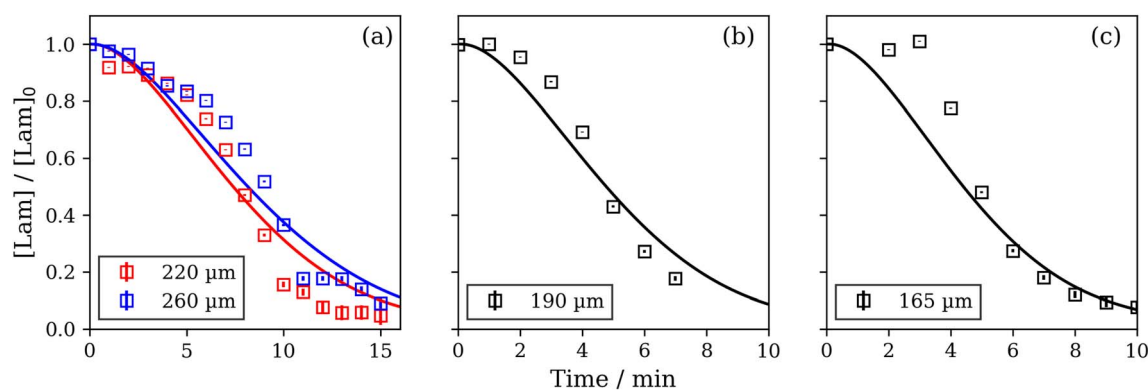 [Lam] / [Lam]₀
1.0
0.8
0.6
0.4
0.2
0.0
(a)
220 µm
260 µm
0 5 10 15
(b)
190 µm
0 2 4 6 8 10
(c)
165 µm
0 2 4 6 8 10
Time / min